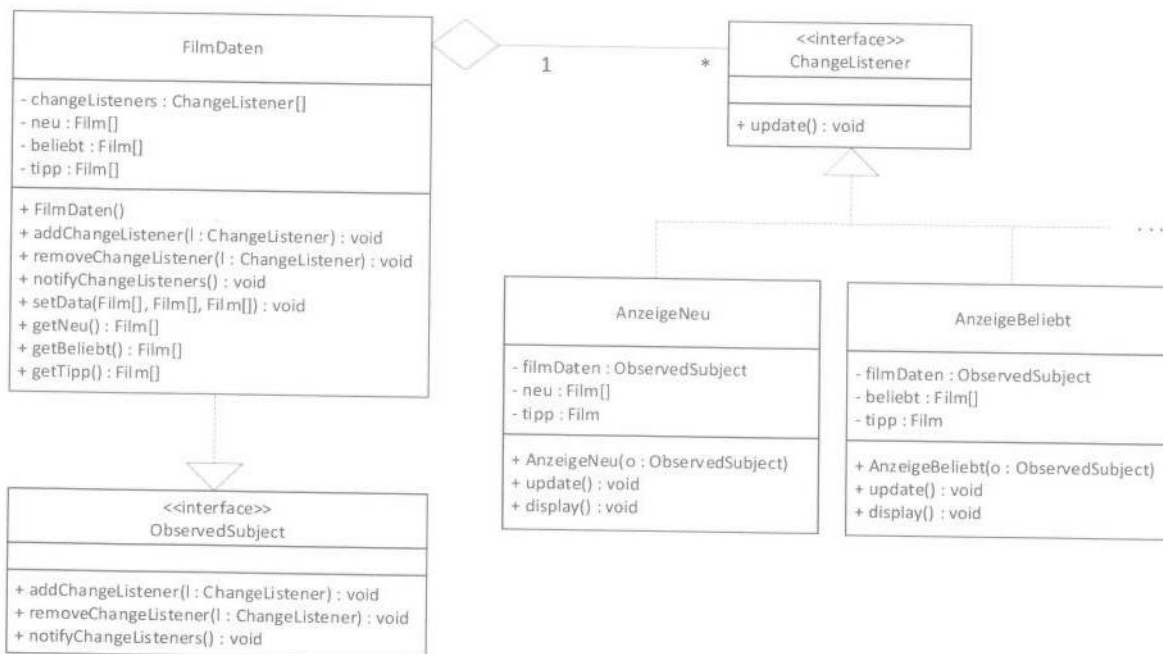 FilmDaten
- changeListeners : ChangeListener[]
- neu : Film[]
- beliebt : Film[]
- tipp : Film[]
+ FilmDaten()
+ addChangeListener(l : ChangeListener) : void
+ removeChangeListener(l : ChangeListener) : void
+ notifyChangeListeners() : void
+ setData(Film[], Film[], Film[]) : void
+ getNeu() : Film[]
+ getBeliebt() : Film[]
+ getTipp() : Film[]
1
*
<<interface>>
ChangeListener
+ update() : void
...
AnzeigeNeu
- filmDaten : ObservedSubject
- neu : Film[]
- tipp : Film
+ AnzeigeNeu(o : ObservedSubject)
+ update() : void
+ display() : void
AnzeigeBeliebt
- filmDaten : ObservedSubject
- beliebt : Film[]
- tipp : Film
+ AnzeigeBeliebt(o : ObservedSubject)
+ update() : void
+ display() : void
<<interface>>
ObservedSubject
+ addChangeListener(l : ChangeListener) : void
+ removeChangeListener(l : ChangeListener) : void
+ notifyChangeListeners() : void